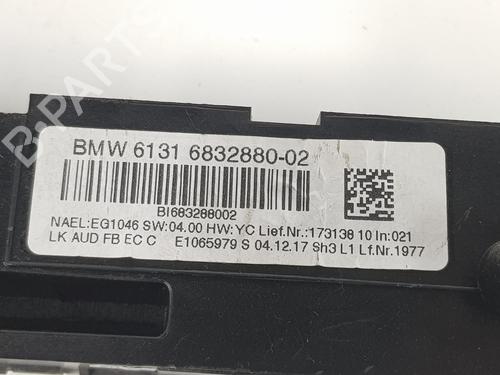 BMW 6131 6832880-02
BI683288002
NAEL:EG1046 SW:04.00 HW:YC Lief.Nr.:173138 10 In:021
LK AUD FB EC C E1065979 S 04.12.17 Sh3 L1 Lf.Nr.1977
B-PARTS